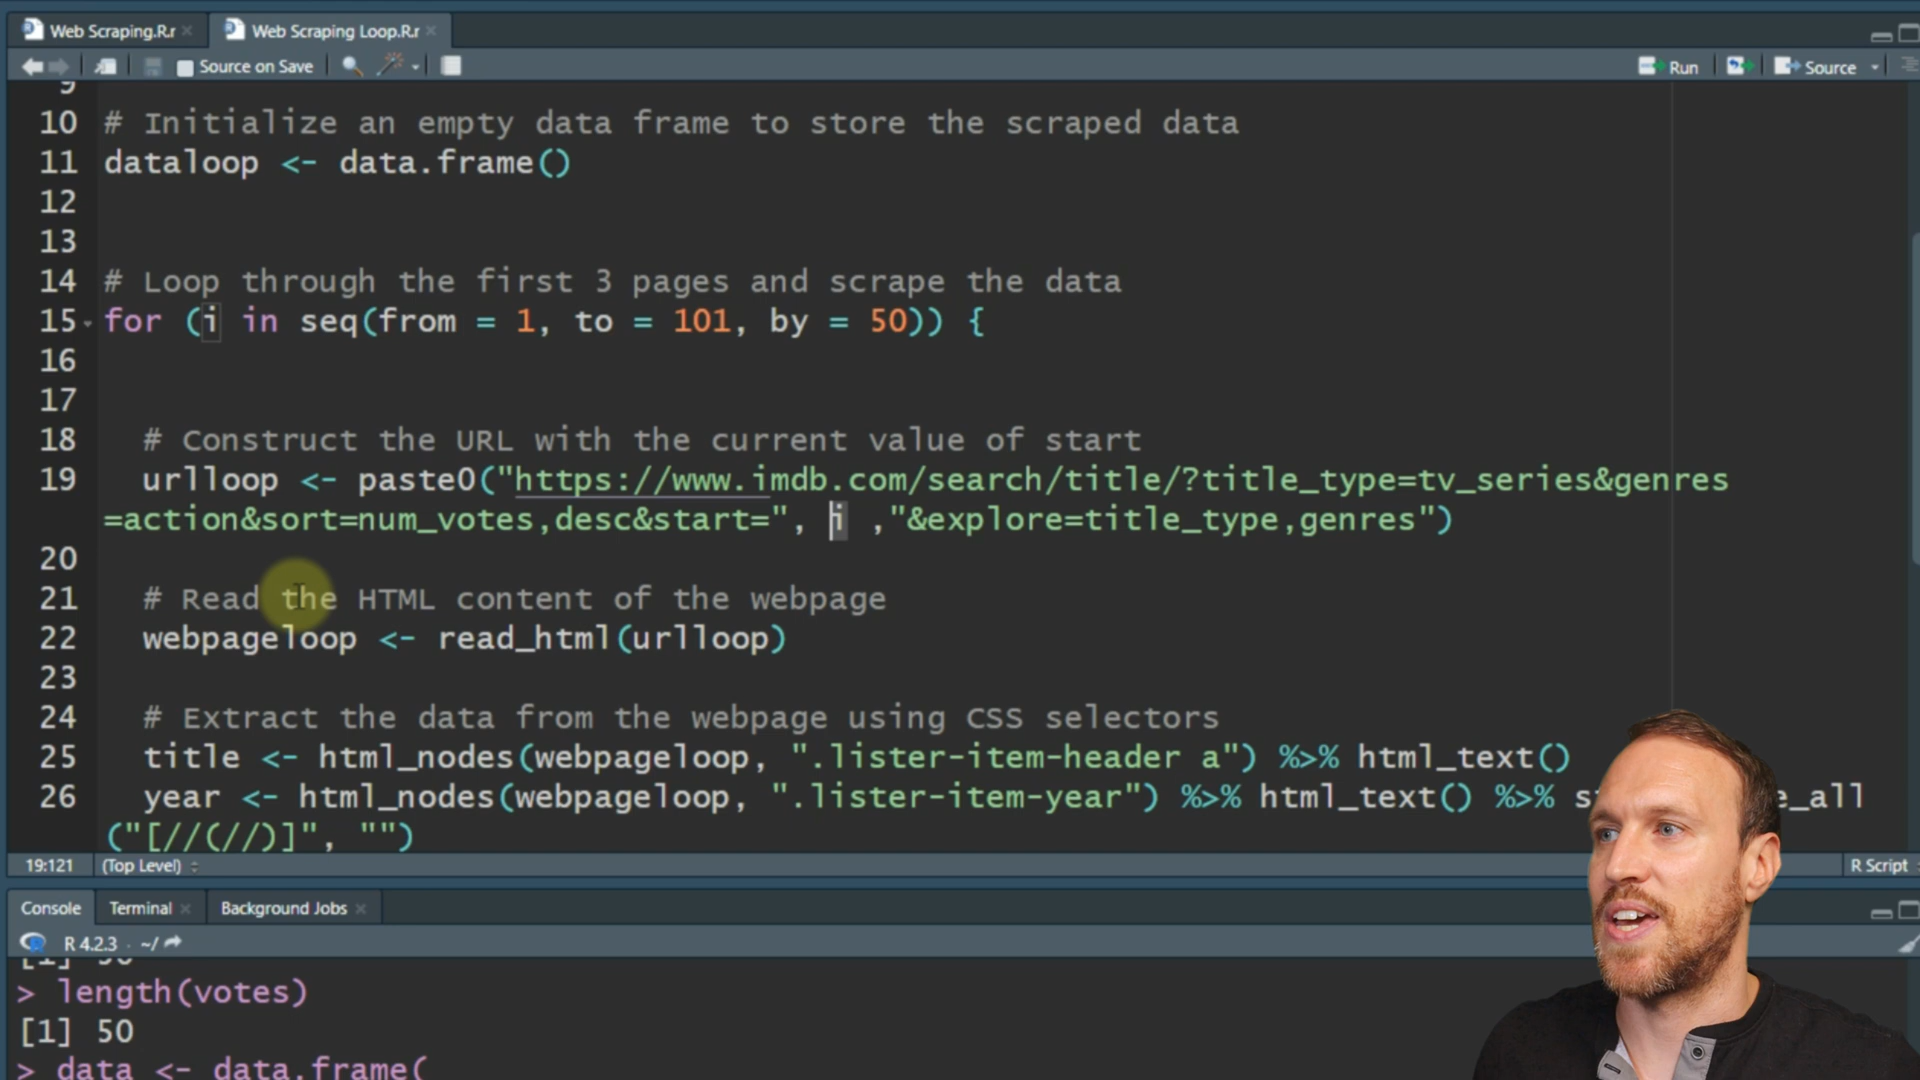 Web Scraping.R.r
Web Scraping Loop.R.r
Source on Save
Run
Source
9
10 # Initialize an empty data frame to store the scraped data
11 dataloop <- data.frame()
12
13
14 # Loop through the first 3 pages and scrape the data
15 for (i in seq(from = 1, to = 101, by = 50)) {
16
17
18 # Construct the URL with the current value of start
19 urlloop <- paste0("https://www.imdb.com/search/title/?title_type=tv_series&genres
=action&sort=num_votes,desc&start=", i ,"&explore=title_type,genres")
20
21 # Read the HTML content of the webpage
22 webpageloop <- read_html(urlloop)
23
24 # Extract the data from the webpage using CSS selectors
25 title <- html_nodes(webpageloop, ".lister-item-header a") %>% html_text()
26 year <- html_nodes(webpageloop, ".lister-item-year") %>% html_text() %>%
("[//(//)]", "")
19:121
(Top Level)
R Script
Console
Terminal
Background Jobs
R 4.2.3 · ~/
[1] 50
> length(votes)
[1] 50
> data <- data.frame(